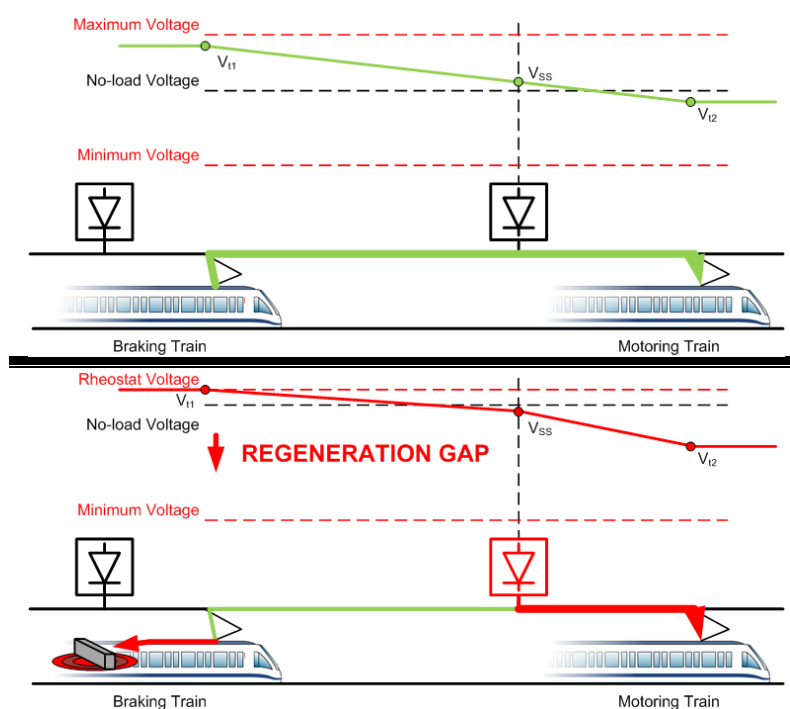 Maximum Voltage
Vt1
VSS
No-load Voltage
Vt2
Minimum Voltage
Braking Train
Motoring Train
Rheostat Voltage
Vt1
No-load Voltage
VSS
REGENERATION GAP
Vt2
Minimum Voltage
Braking Train
Motoring Train